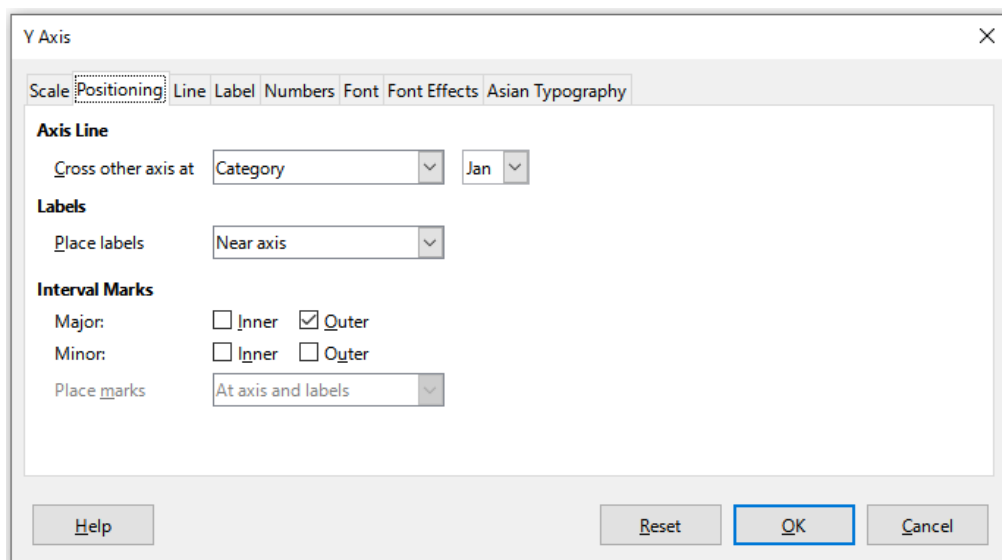 Y Axis
Scale Positioning Line Label Numbers Font Font Effects Asian Typography
Axis Line
Cross other axis at Category Jan
Labels
Place labels Near axis
Interval Marks
Major: Inner Outer
Minor: Inner Outer
Place marks At axis and labels
Help Reset OK Cancel